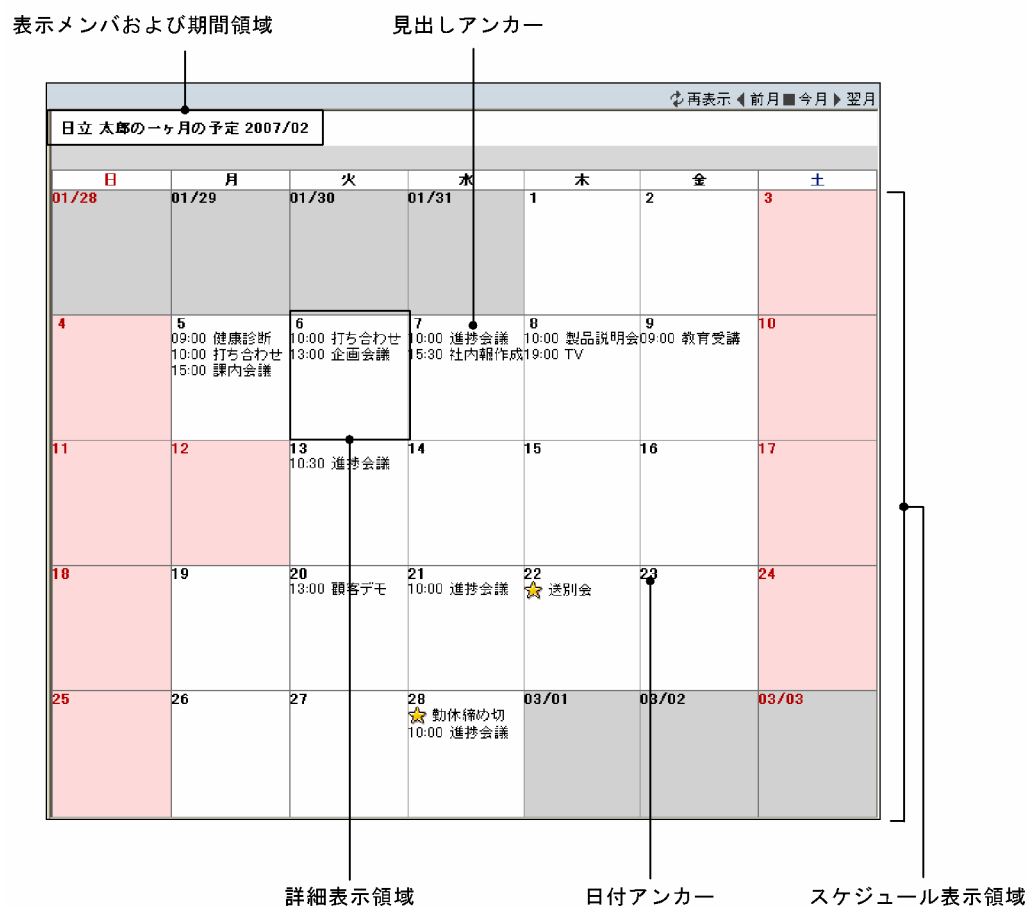 表示メンバおよび期間領域
見出しアンカー
再表示 前月 今月 翌月
日立 太郎の一ヶ月の予定 2007/02
日 月 火 水 木 金 土
01/28 01/29 01/30 01/31 1 2 3
4 5 6 7 8 9 10
09:00 健康診断 10:00 打ち合わせ 10:00 進捗会議 10:00 製品説明会 09:00 教育受講
10:00 打ち合わせ 13:00 企画会議 15:30 社内報作成 19:00 TV
15:00 課内会議
11 12 13 14 15 16 17
10:30 進捗会議
18 19 20 21 22 23 24
13:00 顧客デモ 10:00 進捗会議 送別会
25 26 27 28 03/01 03/02 03/03
勤休締め切
10:00 進捗会議
詳細表示領域
日付アンカー
スケジュール表示領域